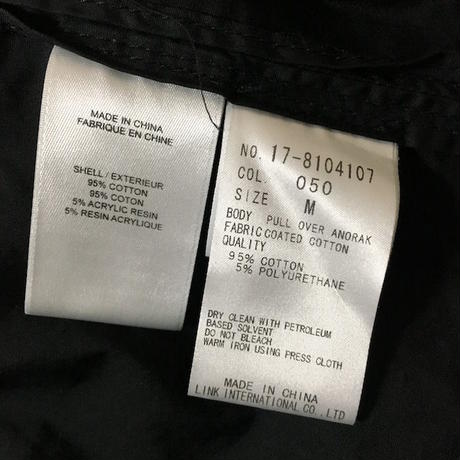 MADE IN CHINA
FABRIQUE EN CHINE
SHELL / EXTERIEUR
95% COTTON
95% COTON
5% ACRYLIC RESIN
5% RESIN ACRYLIQUE
NO. 17-8104107
COL. 050
SIZE M
BODY PULL OVER ANORAK
FABRIC COATED COTTON
QUALITY
95% COTTON
5% POLYURETHANE
DRY CLEAN WITH PETROLEUM
BASED SOLVENT
DO NOT BLEACH
WARM IRON USING PRESS CLOTH
MADE IN CHINA
LINK INTERNATIONAL CO., LTD